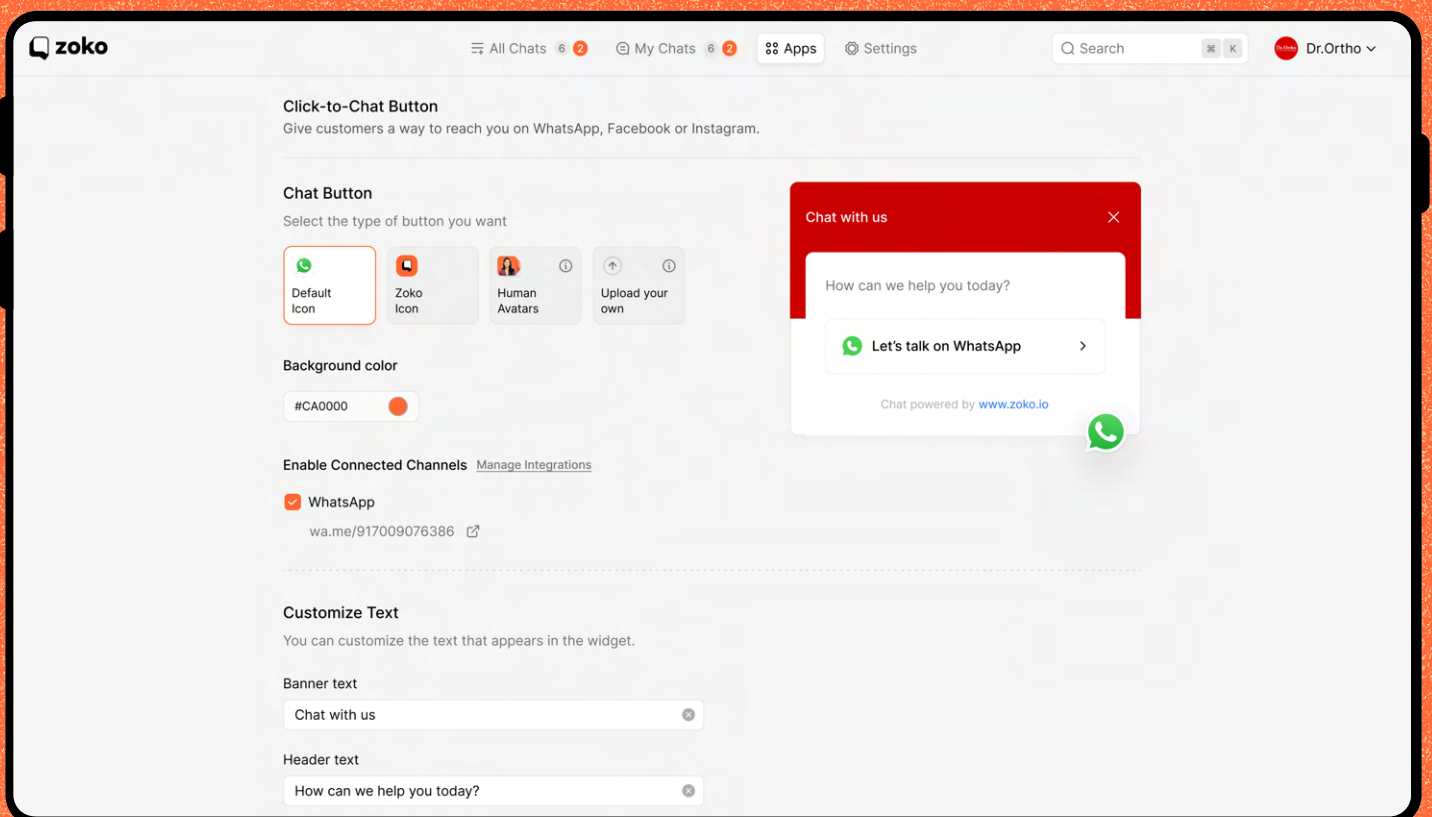 zoko
All Chats 6 2
My Chats 6 2
Apps
Settings
Search ⌘ K
Dr.Ortho
Click-to-Chat Button
Give customers a way to reach you on WhatsApp, Facebook or Instagram.
Chat Button
Select the type of button you want
Default
Icon
Zoko
Icon
Human
Avatars
Upload your
own
Background color
#CA0000
Enable Connected Channels Manage Integrations
WhatsApp
wa.me/917009076386
Chat with us
How can we help you today?
Let’s talk on WhatsApp
Chat powered by www.zoko.io
Customize Text
You can customize the text that appears in the widget.
Banner text
Chat with us
Header text
How can we help you today?